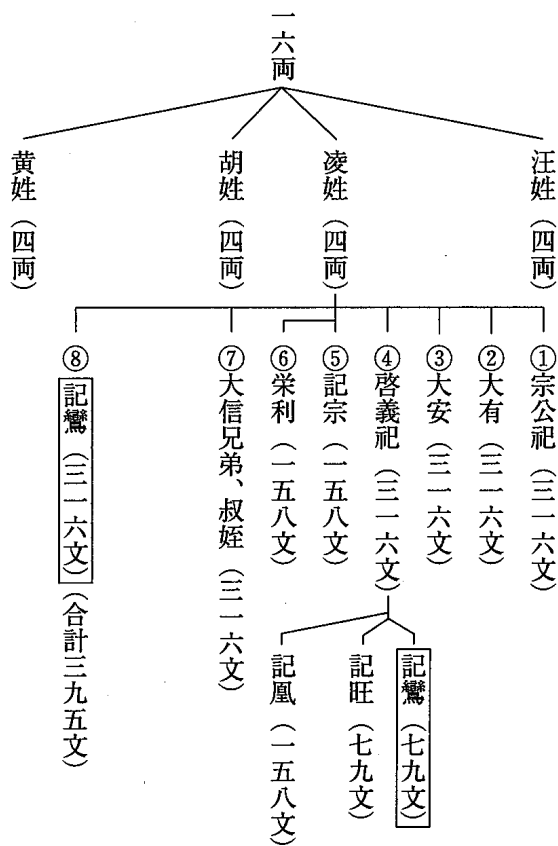 一六両
汪姓（四両）
凌姓（四両）
胡姓（四両）
黄姓（四両）
①宗公祀（三一六文）
②大有（三一六文）
③大安（三一六文）
④啓義祀（三一六文）
⑤記宗（一五八文）
⑥栄利（一五八文）
⑦大信兄弟、叔姪（三一六文）
⑧記鸞（三一六文）（合計三九五文）
記鸞（七九文）
記旺（七九文）
記凰（一五八文）